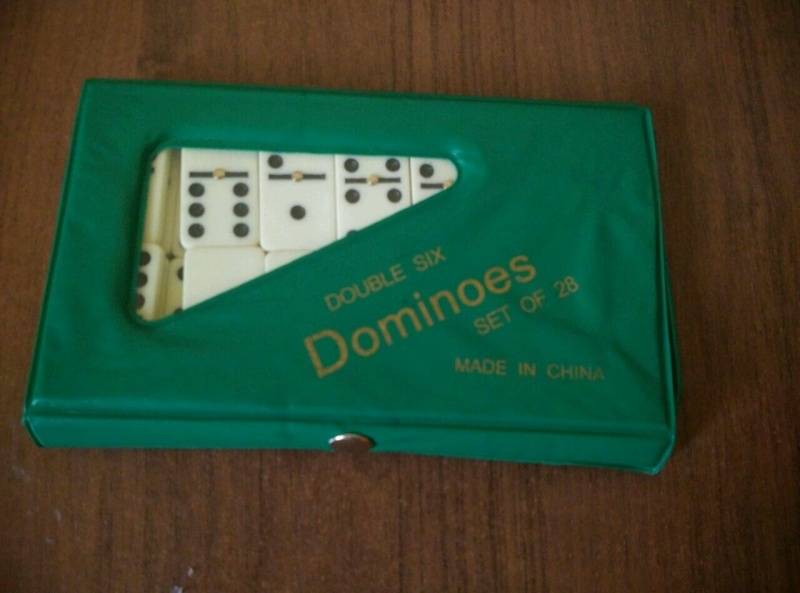 DOUBLE SIX
Dominoes
SET OF 28
MADE IN CHINA